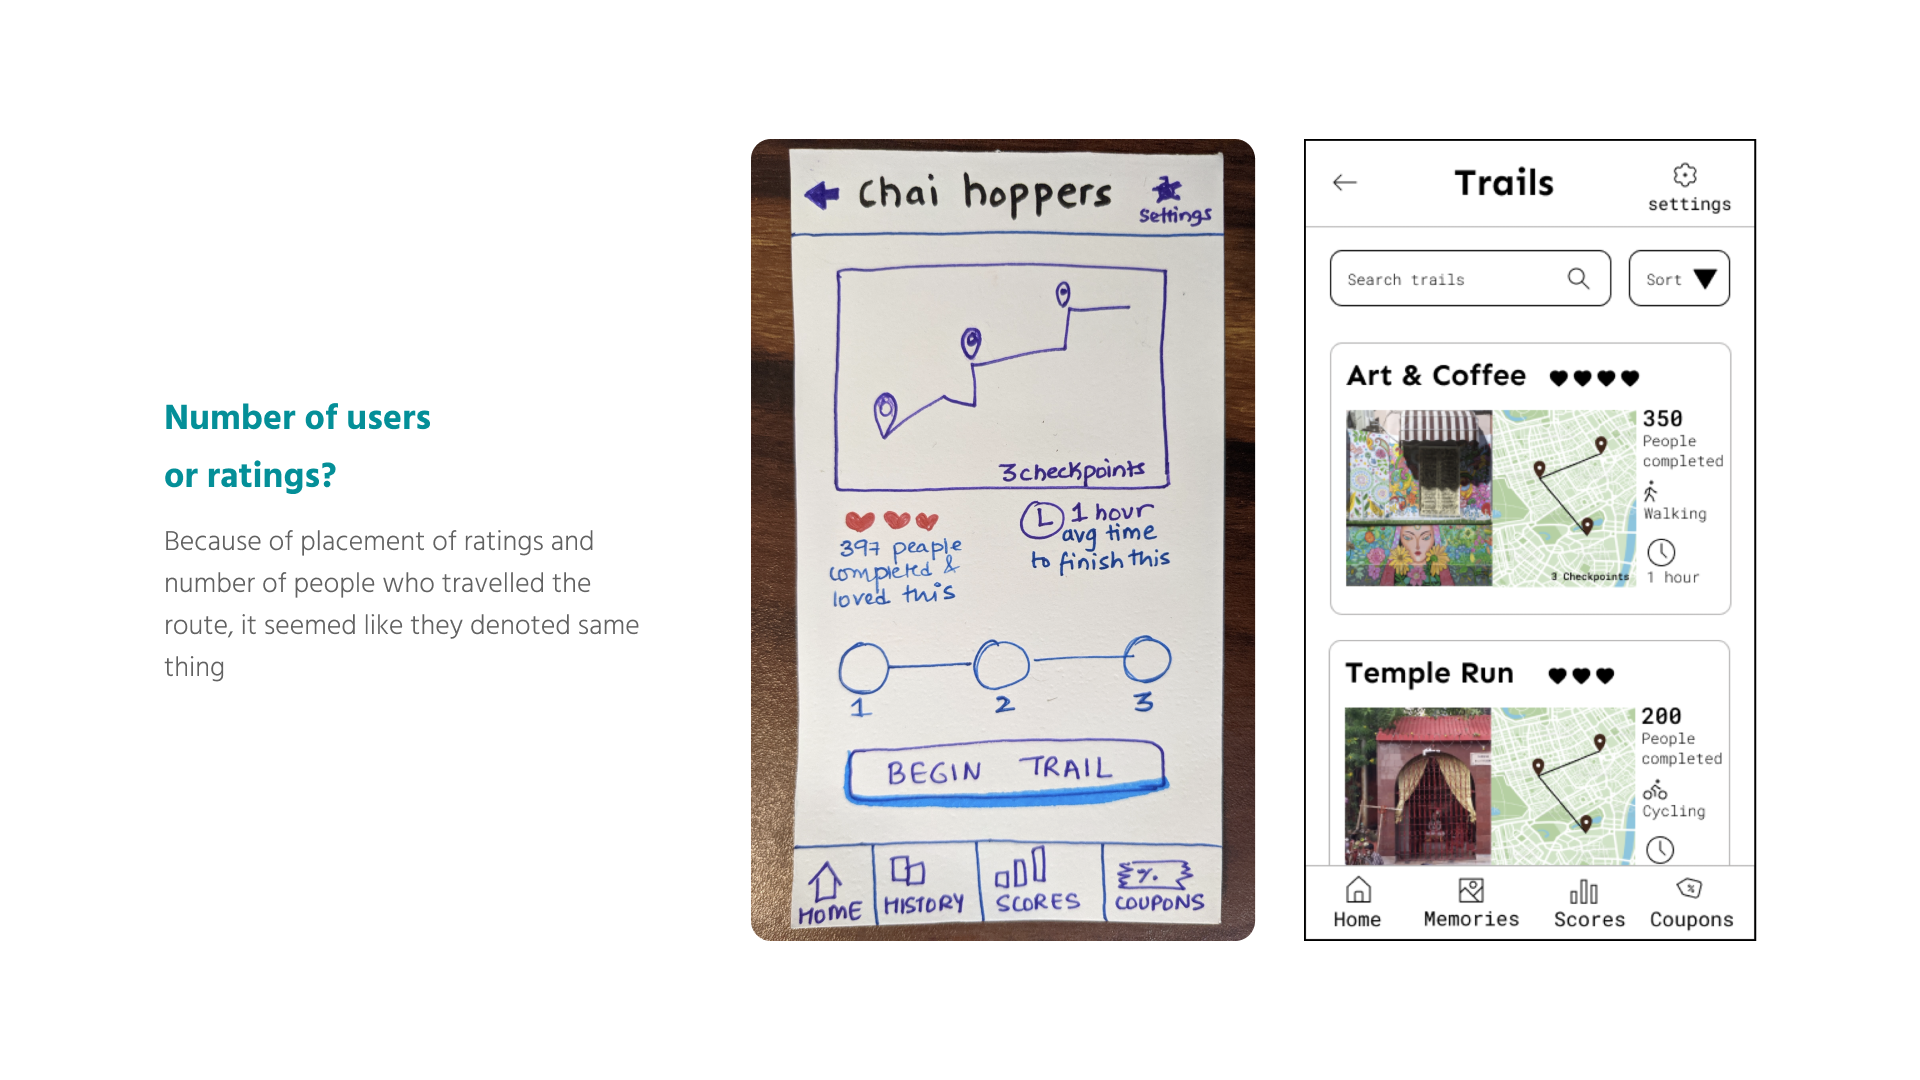 Number of users
or ratings?
Because of placement of ratings and
number of people who travelled the
route, it seemed like they denoted same
thing
chai hoppers
settings
3 checkpoints
397 peaple
completed &
loved this
1 hour
avg time
to finish this
1
2
3
BEGIN TRAIL
HOME
HISTORY
SCORES
%.
COUPONS
Trails
settings
Search trails
Sort
Art & Coffee
350
People
completed
Walking
3 Checkpoints
1 hour
Temple Run
200
People
completed
Cycling
Home
Memories
Scores
%
Coupons